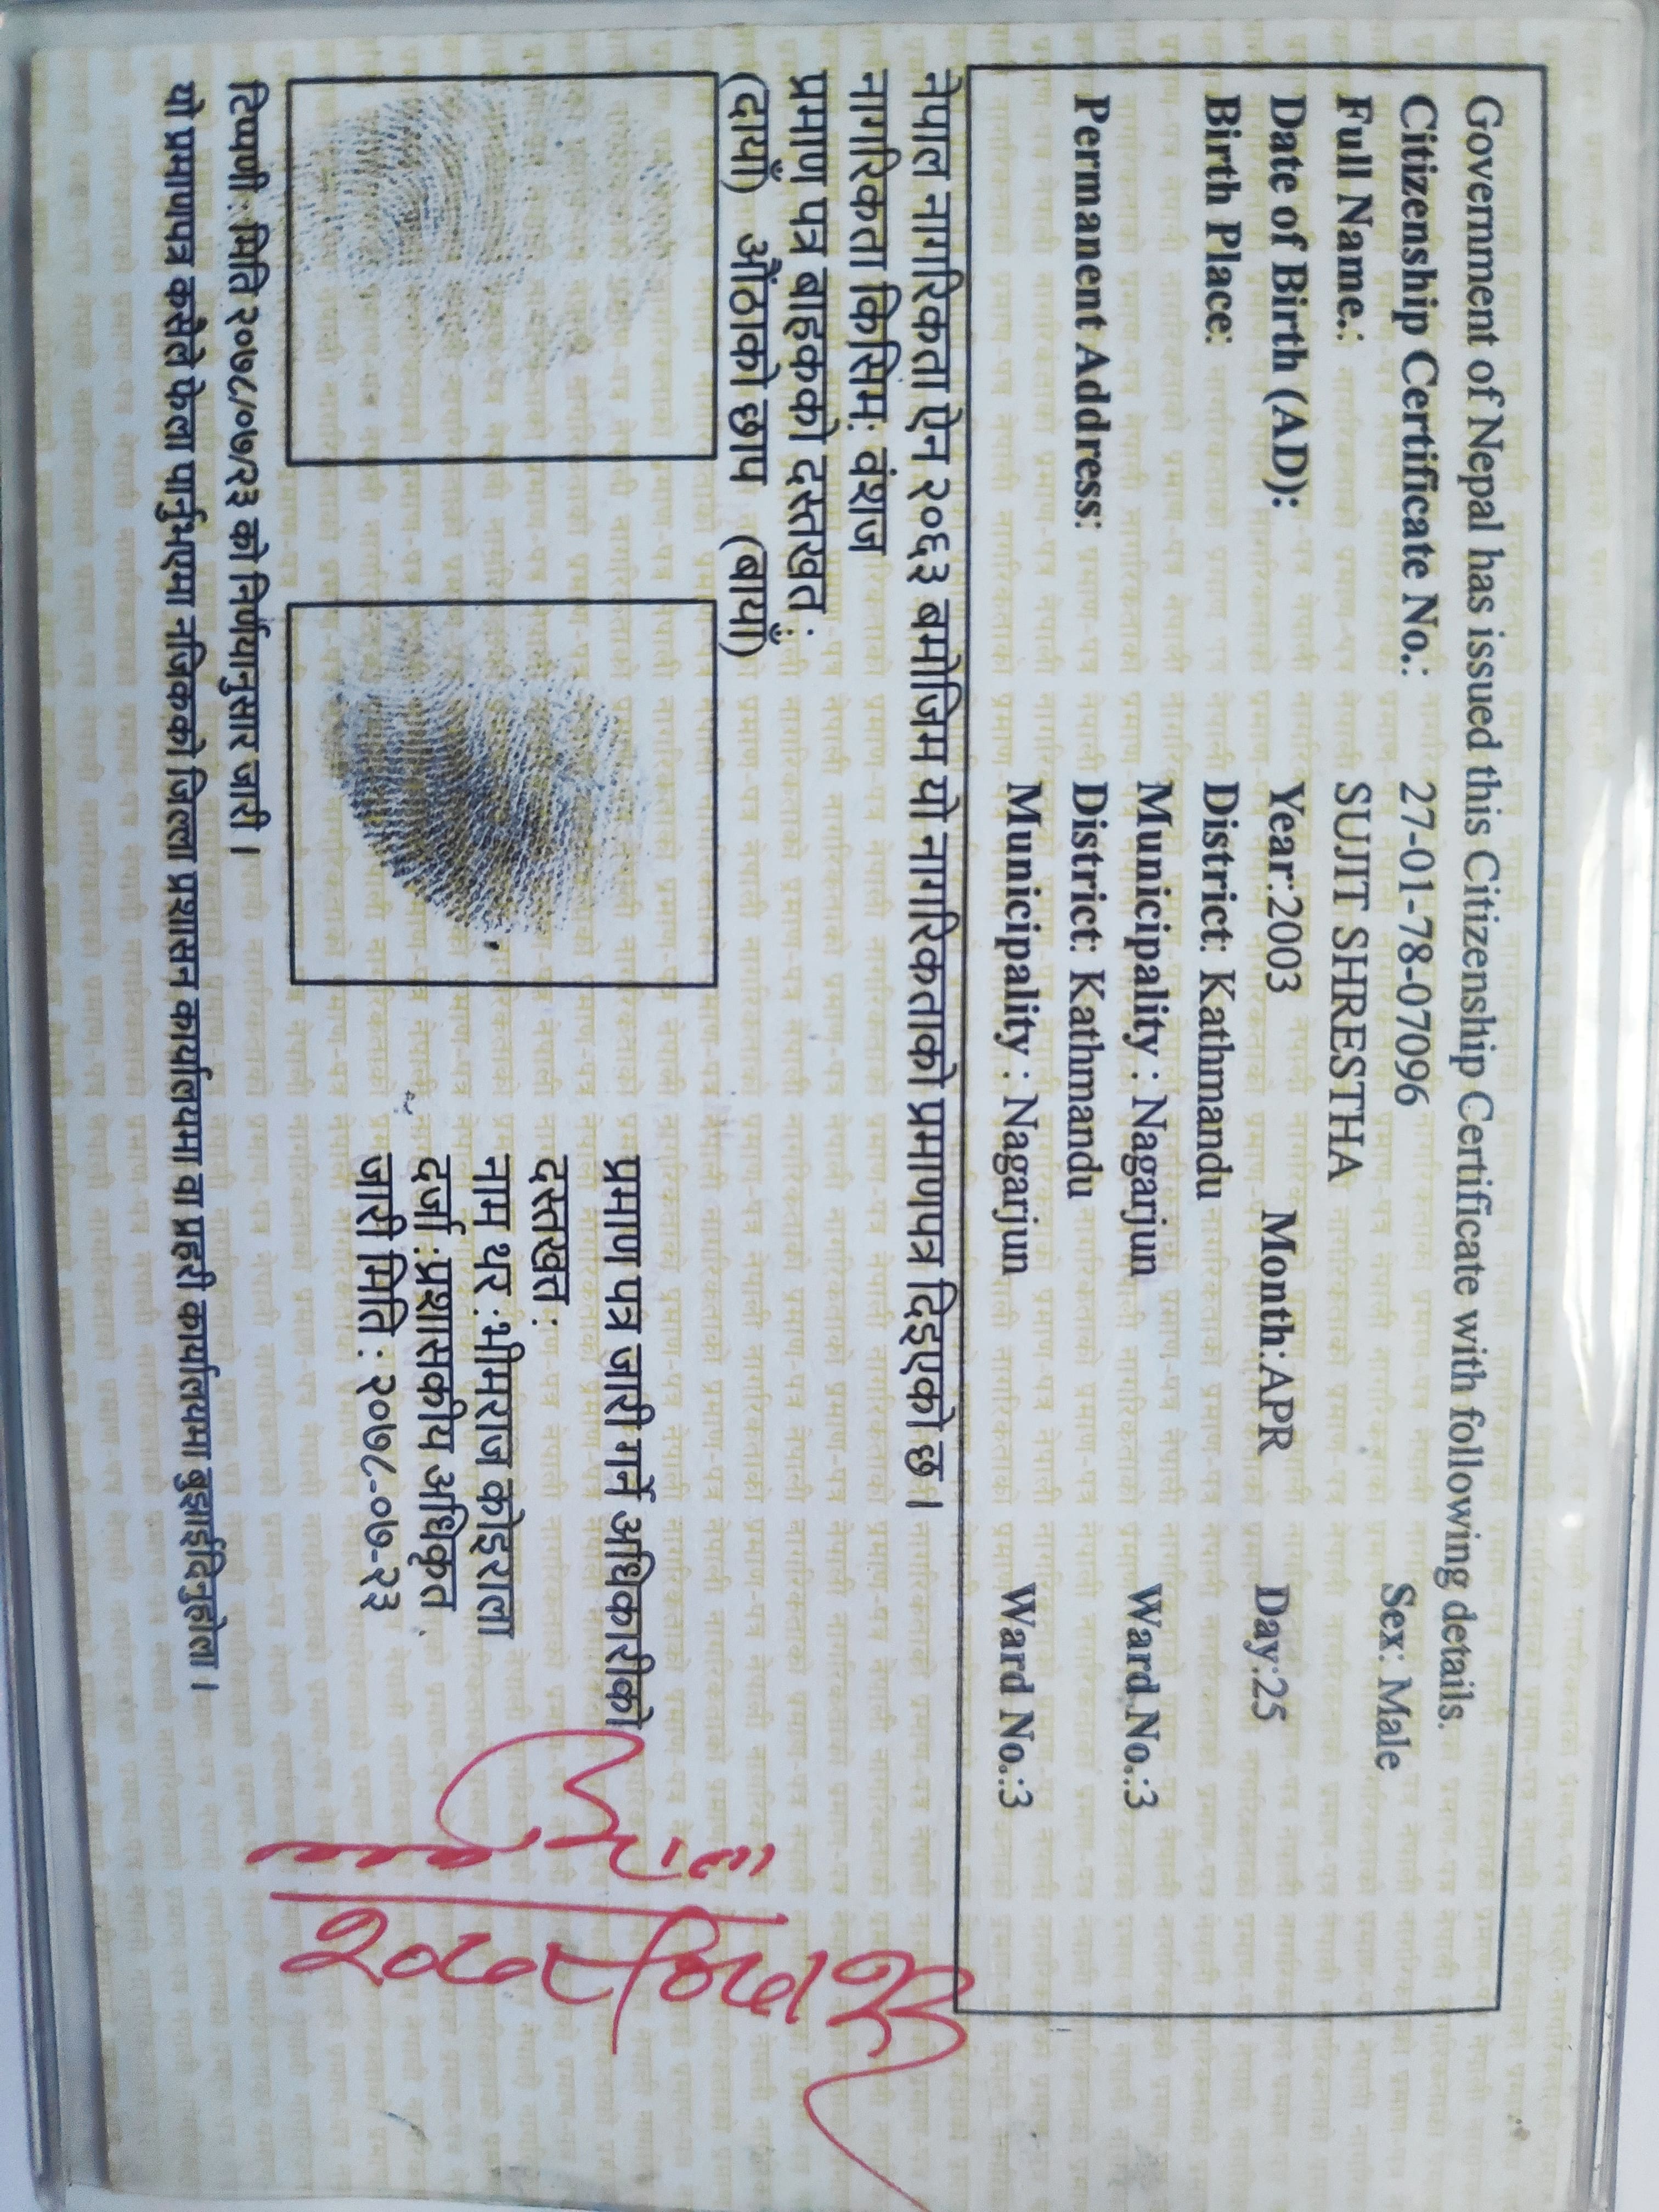 Government of Nepal has issued this Citizenship Certificate with following details.
Citizenship Certificate No.: 27-01-78-07096 Sex: Male
Full Name.: SUJIT SHRESTHA
Date of Birth (AD): Year:2003 Month:APR Day:25
Birth Place: District: Kathmandu
Municipality : Nagarjun Ward No.:3
Permanent Address: District: Kathmandu
Municipality : Nagarjun Ward No.:3
नेपाल नागरिकता ऐन २०६३ बमोजिम यो नागरिकताको प्रमाणपत्र दिइएको छ ।
नागरिकता किसिम: वंशज
प्रमाण पत्र बाहकको दस्तखत :
(दायाँ) औंठाको छाप (बायाँ)
प्रमाण पत्र जारी गर्ने अधिकारीको
दस्तखत :
नाम थर :भीमराज कोइराला
दर्जा :प्रशासकीय अधिकृत
जारी मिति : २०७८-०७-२३
२०७८/०७/२३
टिप्पणी : मिति २०७८/०७/२३ को निर्णयानुसार जारी ।
यो प्रमाणपत्र कसैले फेला पार्नुभएमा नजिकको जिल्ला प्रशासन कार्यालयमा वा प्रहरी कार्यालयमा बुझाईदिनुहोला ।